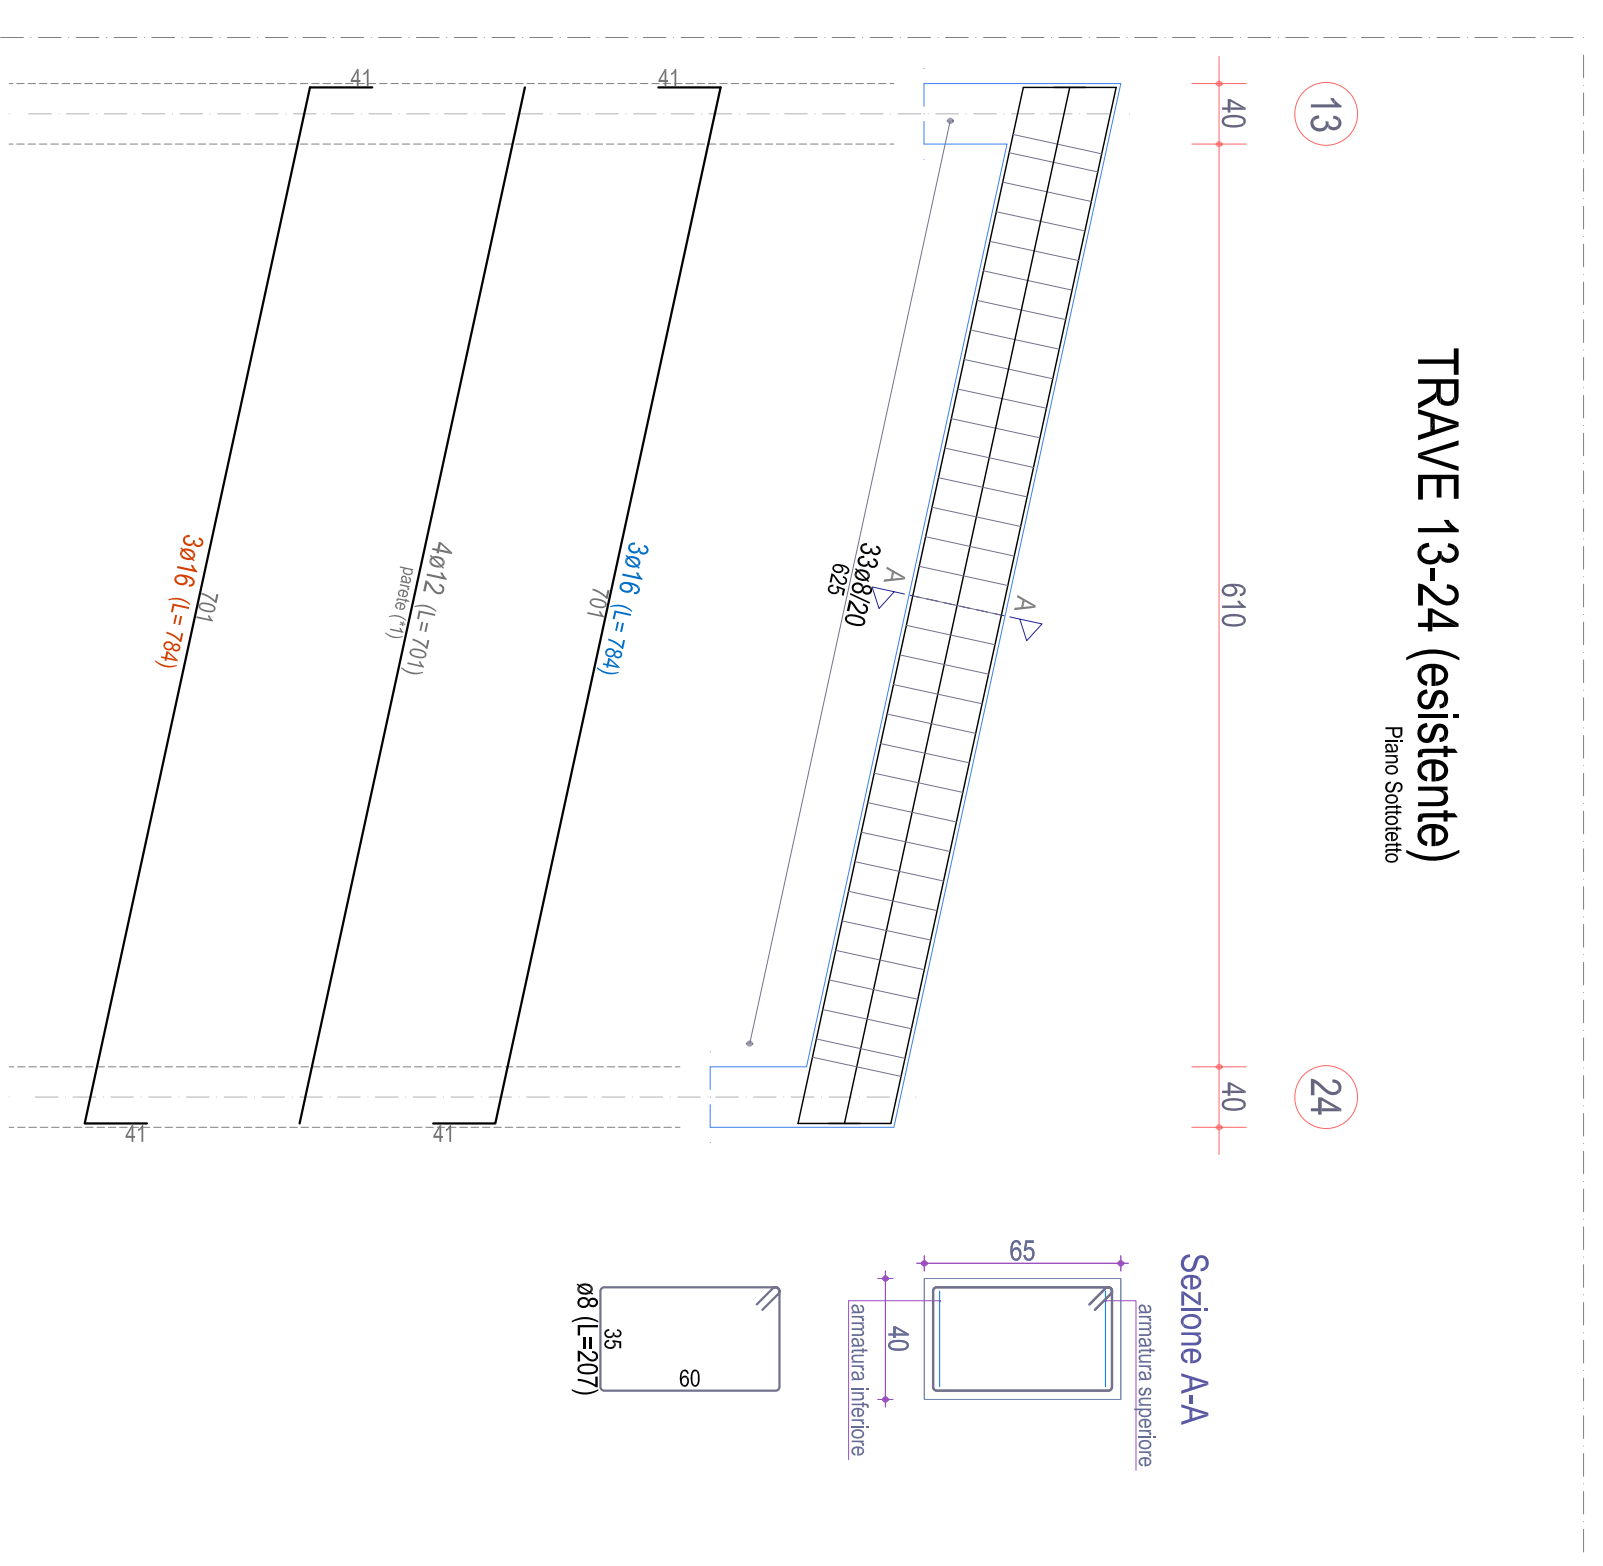 TRAVE 13-24 (esistente)
Piano Sottotetto
13
24
40
610
40
A
A
33ø8/20
625
41
3ø16 (L= 784)
701
41
4ø12 (L= 701)
parete (*1)
41
3ø16 (L= 784)
701
41
Sezione A-A
armatura superiore
65
40
armatura inferiore
60
35
ø8 (L=207)